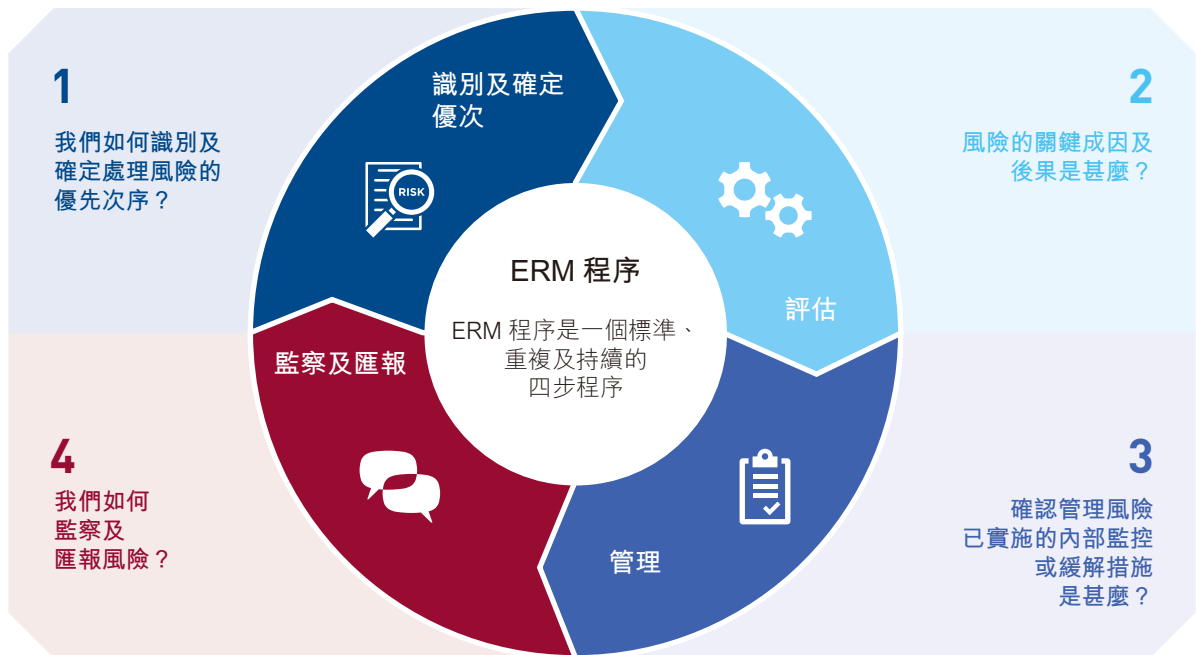 1
我們如何識別及
確定處理風險的
優先次序？
識別及確定
優次
RISK
2
風險的關鍵成因及
後果是甚麼？
評估
ERM 程序
ERM 程序是一個標準、
重複及持續的
四步程序
3
確認管理風險
已實施的內部監控
或緩解措施
是甚麼？
管理
4
我們如何
監察及
匯報風險？
監察及匯報